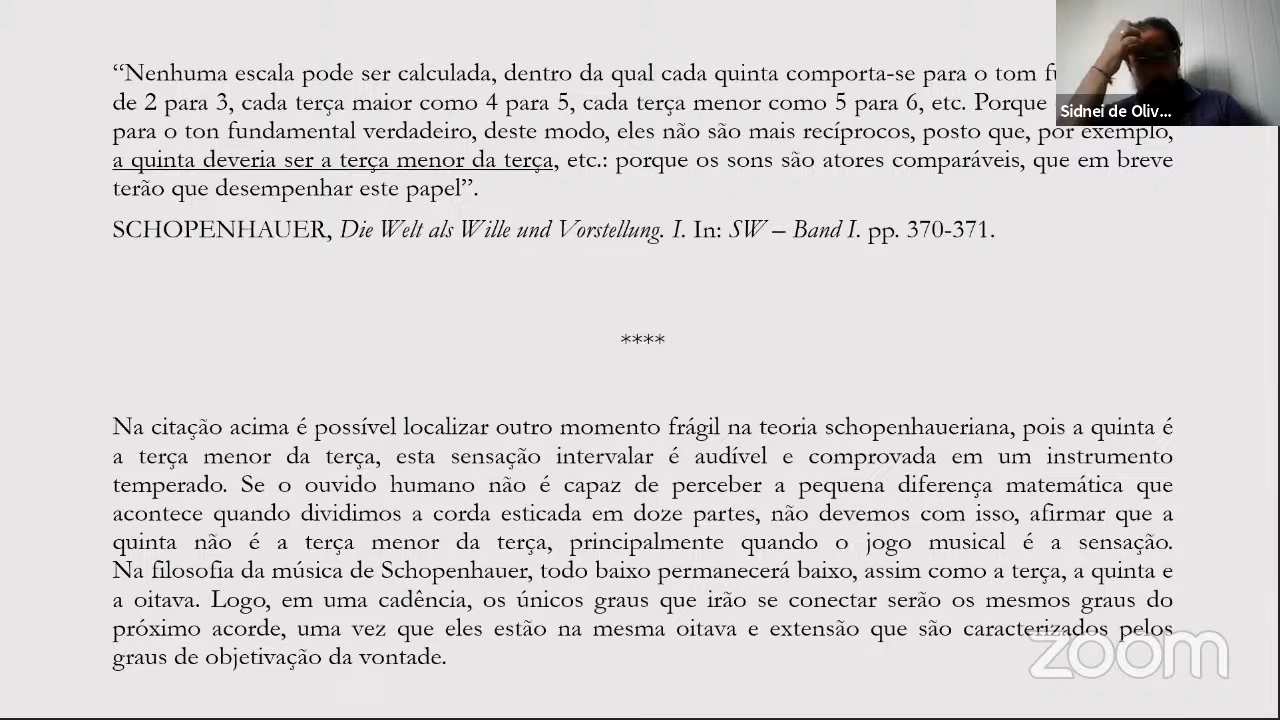 “Nenhuma escala pode ser calculada, dentro da qual cada quinta comporta-se para o tom
de 2 para 3, cada terça maior como 4 para 5, cada terça menor como 5 para 6, etc. Porque
para o ton fundamental verdadeiro, deste modo, eles não são mais recíprocos, posto que, por exemplo,
a quinta deveria ser a terça menor da terça, etc.: porque os sons são atores comparáveis, que em breve
terão que desempenhar este papel”.
SCHOPENHAUER, Die Welt als Wille und Vorstellung. I. In: SW – Band I. pp. 370-371.
****
Na citação acima é possível localizar outro momento frágil na teoria schopenhaueriana, pois a quinta é
a terça menor da terça, esta sensação intervalar é audível e comprovada em um instrumento
temperado. Se o ouvido humano não é capaz de perceber a pequena diferença matemática que
acontece quando dividimos a corda esticada em doze partes, não devemos com isso, afirmar que a
quinta não é a terça menor da terça, principalmente quando o jogo musical é a sensação.
Na filosofia da música de Schopenhauer, todo baixo permanecerá baixo, assim como a terça, a quinta e
a oitava. Logo, em uma cadência, os únicos graus que irão se conectar serão os mesmos graus do
próximo acorde, uma vez que eles estão na mesma oitava e extensão que são caracterizados pelos
graus de objetivação da vontade.
Sidnei de Oliv...
zoom